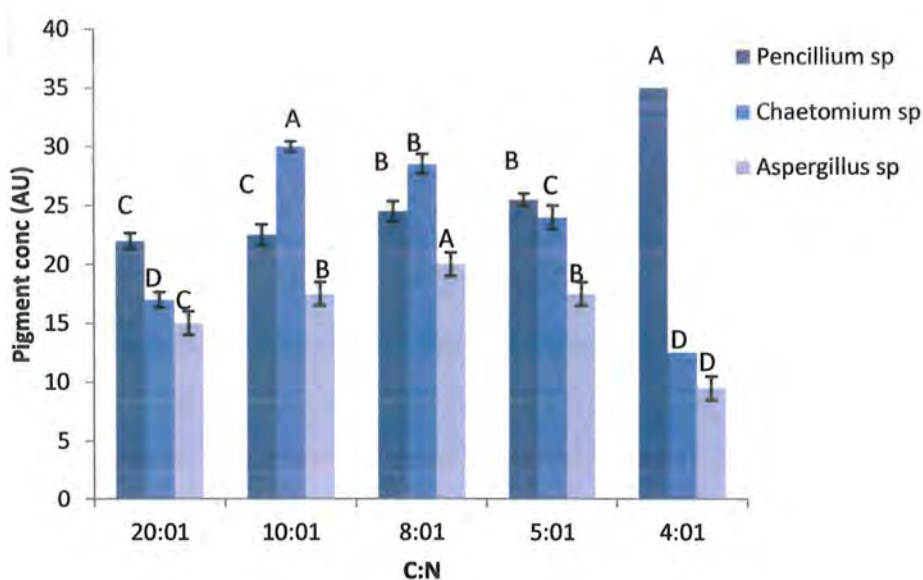 40
35
30
25
20
15
10
5
0
Pigment conc (AU)
C
D
C
C
A
B
B
B
A
B
C
B
A
D
D
20:01
10:01
8:01
5:01
4:01
C:N
Pencillium sp
Chaetomium sp
Aspergillus sp